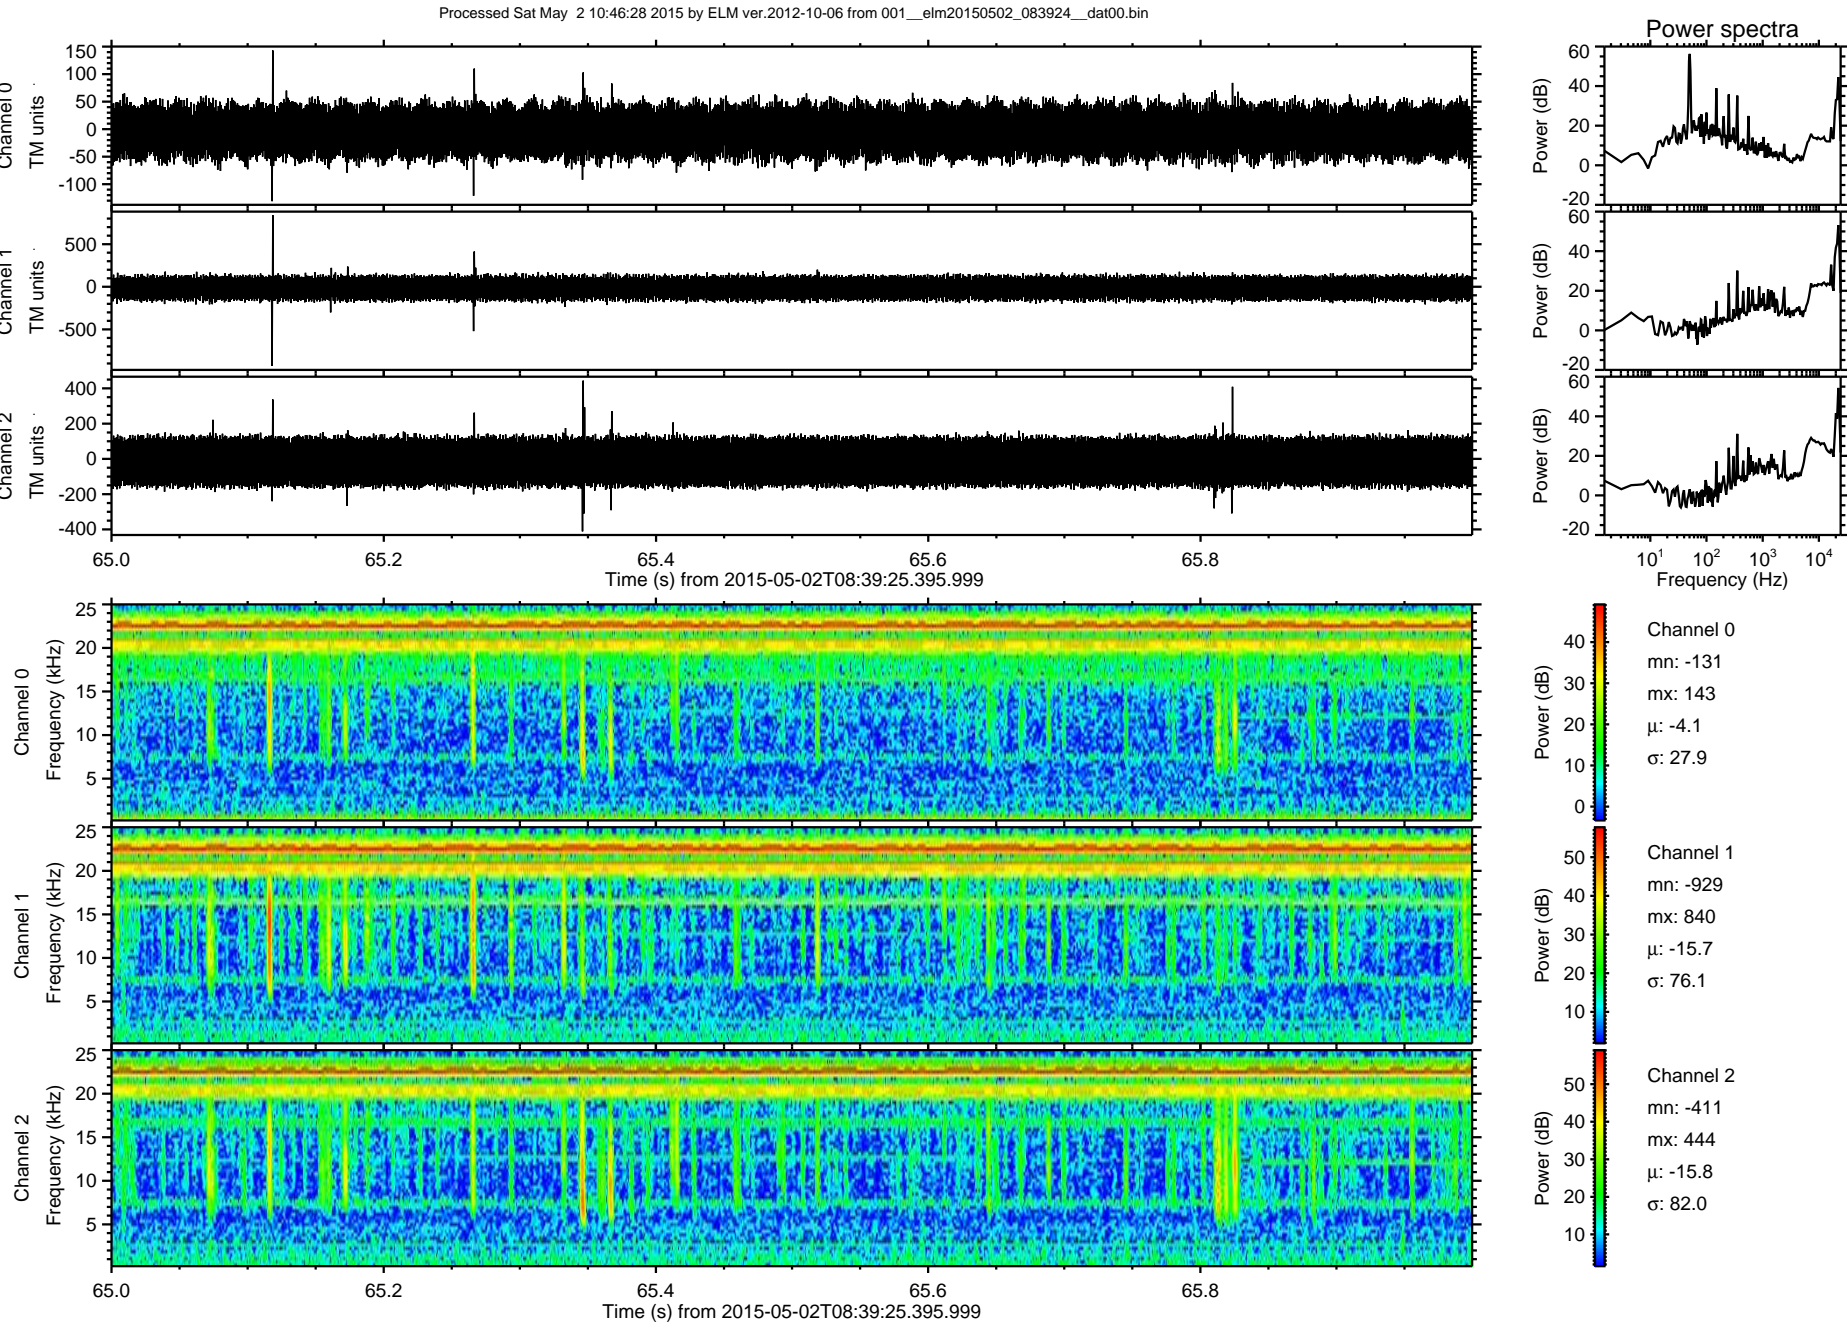 Processed Sat May 2 10:46:28 2015 by ELM ver.2012-10-06 from 001__elm20150502_083924__dat00.bin
Power spectra
Channel 0
TM units
150
100
50
0
-50
-100
Power (dB)
60
40
20
0
-20
Channel 1
TM units
500
0
-500
Power (dB)
60
40
20
0
-20
Channel 2
TM units
400
200
0
-200
-400
Power (dB)
60
40
20
0
-20
65.0 65.2 65.4 65.6 65.8
Time (s) from 2015-05-02T08:39:25.395.999
10^1 10^2 10^3 10^4
Frequency (Hz)
Channel 0
Frequency (kHz)
25
20
15
10
5
Power (dB)
40
30
20
10
0
Channel 0
mn: -131
mx: 143
μ: -4.1
σ: 27.9
Channel 1
Frequency (kHz)
25
20
15
10
5
Power (dB)
50
40
30
20
10
Channel 1
mn: -929
mx: 840
μ: -15.7
σ: 76.1
Channel 2
Frequency (kHz)
25
20
15
10
5
Power (dB)
50
40
30
20
10
Channel 2
mn: -411
mx: 444
μ: -15.8
σ: 82.0
65.0 65.2 65.4 65.6 65.8
Time (s) from 2015-05-02T08:39:25.395.999